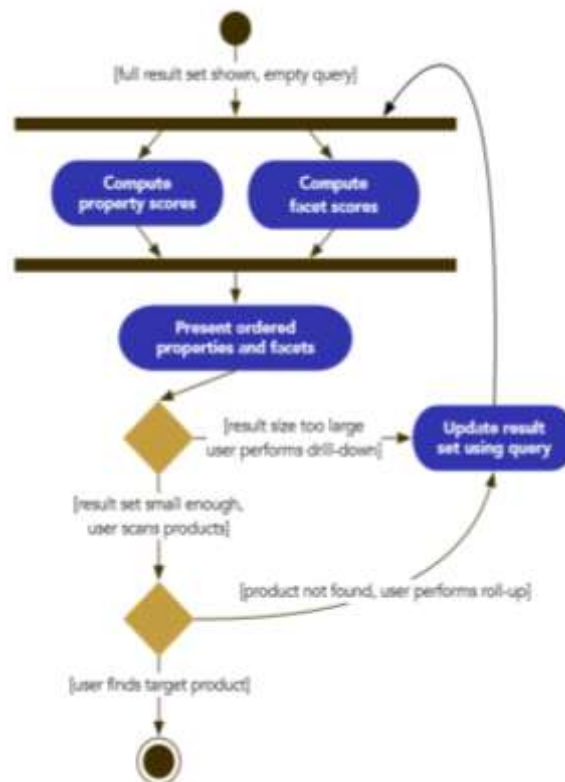 [full result set shown, empty query]
Compute
property scores
Compute
facet scores
Present ordered
properties and facets
[result size too large
user performs drill-down]
Update result
set using query
[result set small enough,
user scans products]
[product not found, user performs roll-up]
[user finds target product]